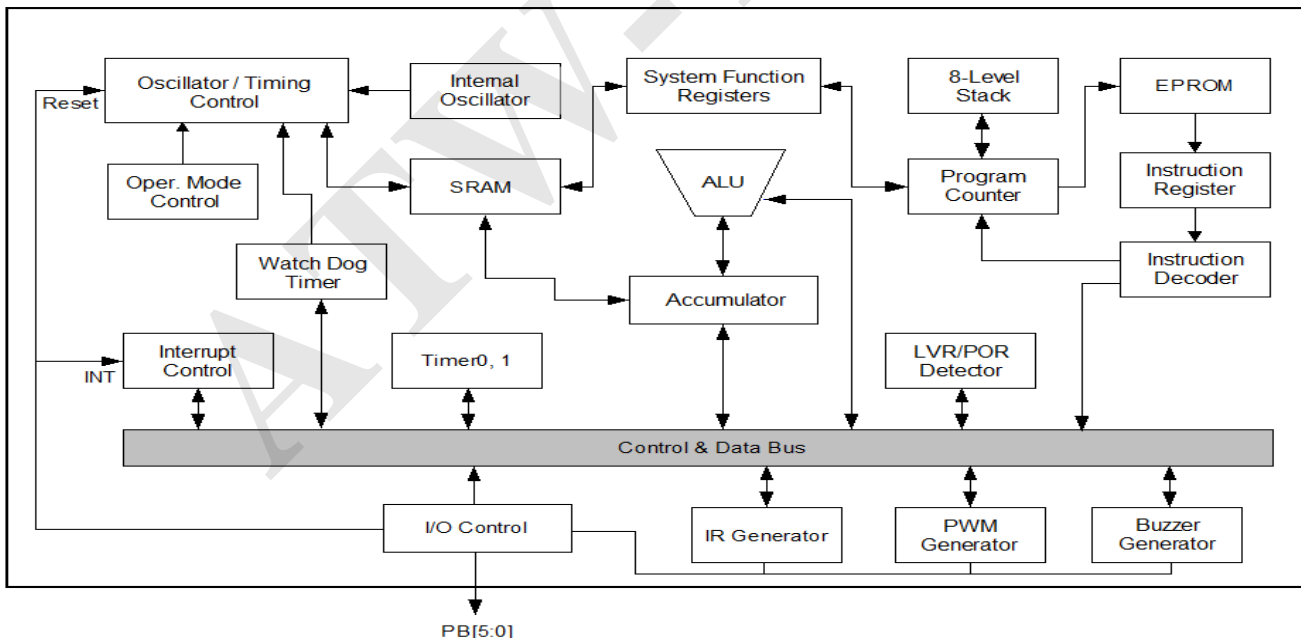 Oscillator / Timing
Control
Internal
Oscillator
System Function
Registers
8-Level
Stack
EPROM
Reset
Oper. Mode
Control
SRAM
ALU
Program
Counter
Instruction
Register
Watch Dog
Timer
Accumulator
Instruction
Decoder
Interrupt
Control
INT
Timer0, 1
LVR/POR
Detector
Control & Data Bus
I/O Control
IR Generator
PWM
Generator
Buzzer
Generator
PB[5:0]
ATW-